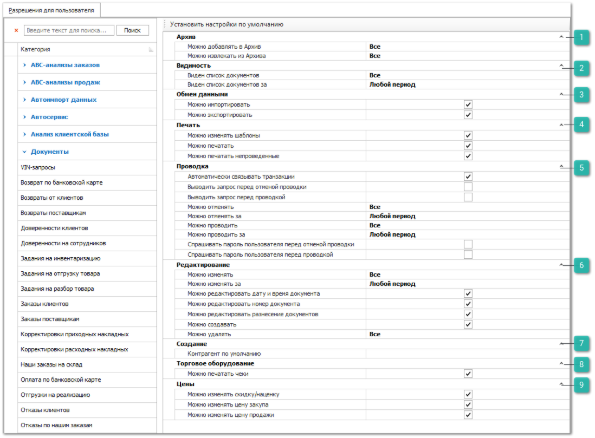 Разрешения для пользователя
Введите текст для поиска...
Поиск
Категория
ABC-анализы заказов
ABC-анализы продаж
Автоимпорт данных
Автосервис
Анализ клиентской базы
Документы
VIN-запросы
Возврат по банковской карте
Возвраты от клиентов
Возвраты поставщикам
Доверенности клиентов
Доверенности на сотрудников
Задания на инвентаризацию
Задания на отгрузку товара
Задания на разбор товара
Заказы клиентов
Заказы поставщикам
Корректировки приходных накладных
Корректировки расходных накладных
Наши заказы на склад
Оплата по банковской карте
Отгрузки на реализацию
Отказы клиентов
Отказы по нашим заказам
Установить настройки по умолчанию
Архив 1
Можно добавлять в Архив Все
Можно извлекать из Архива Все
Видимость 2
Виден список документов Все
Виден список документов за Любой период
Обмен данными 3
Можно импортировать
Можно экспортировать
Печать 4
Можно изменять шаблоны
Можно печатать
Можно печатать непроведенные
Проводка 5
Автоматически связывать транзакции
Выводить запрос перед отменой проводки
Выводить запрос перед проводкой
Можно отменять Все
Можно отменять за Любой период
Можно проводить Все
Можно проводить за Любой период
Спрашивать пароль пользователя перед отменой проводки
Спрашивать пароль пользователя перед проводкой
Редактирование 6
Можно изменять Все
Можно изменять за Любой период
Можно редактировать дату и время документа
Можно редактировать номер документа
Можно редактировать разнесение документов
Можно создавать
Можно удалять Все
Создание 7
Контрагент по умолчанию
Торговое оборудование 8
Можно печатать чеки
Цены 9
Можно изменять скидку/наценку
Можно изменять цену закупа
Можно изменять цену продажи